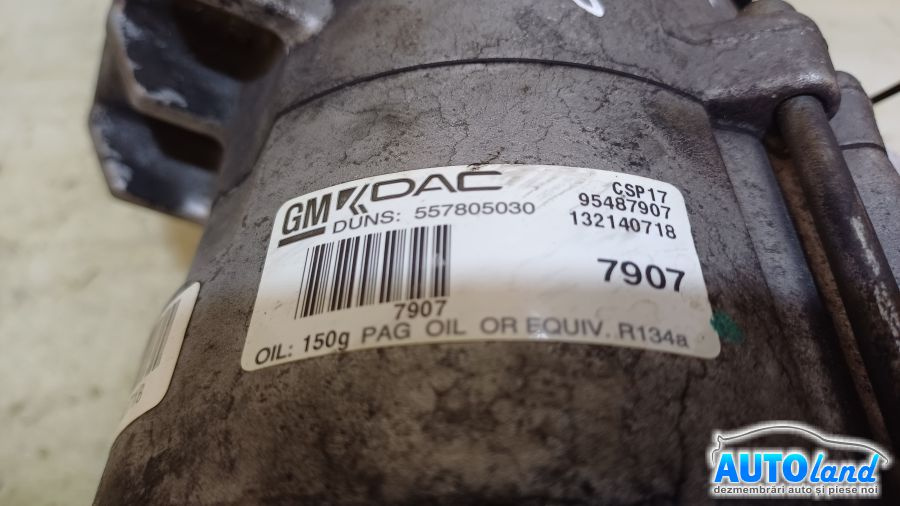 GM KDAC
DUNS: 557805030
CSP17
95487907
132140718
7907
7907
OIL: 150g PAG OIL OR EQUIV. R134a
AUTOland
dezmembrări auto și piese noi